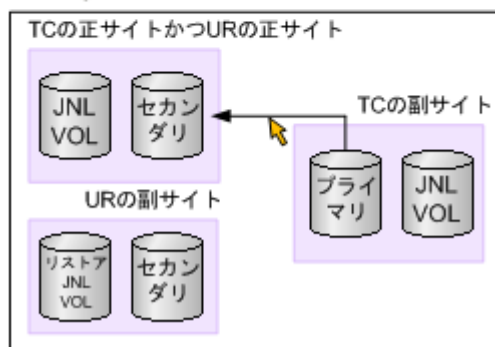 TCの正サイトかつURの正サイト
JNL
VOL
セカン
ダリ
TCの副サイト
プライ
マリ
JNL
VOL
URの副サイト
リストア
JNL
VOL
セカン
ダリ